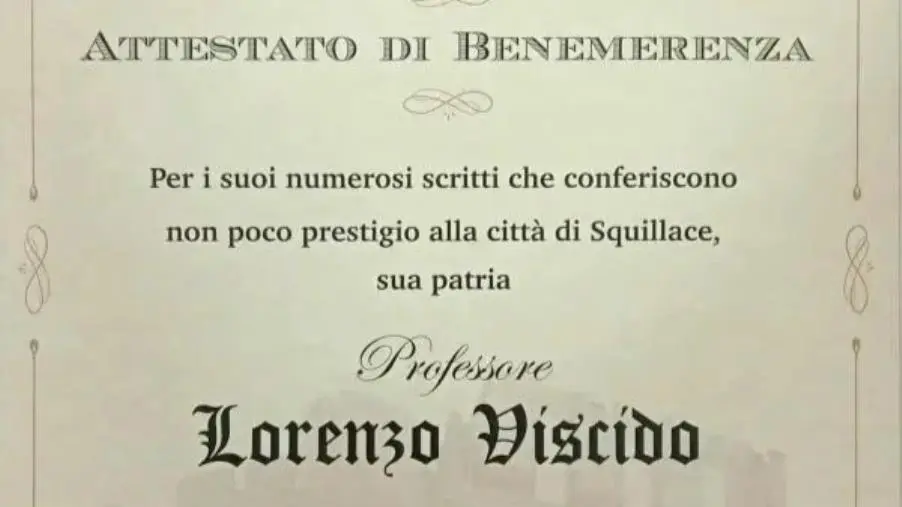 Attestato di Benemerenza
Per i suoi numerosi scritti che conferiscono
non poco prestigio alla città di Squillace,
sua patria
Professore
Lorenzo Viscido